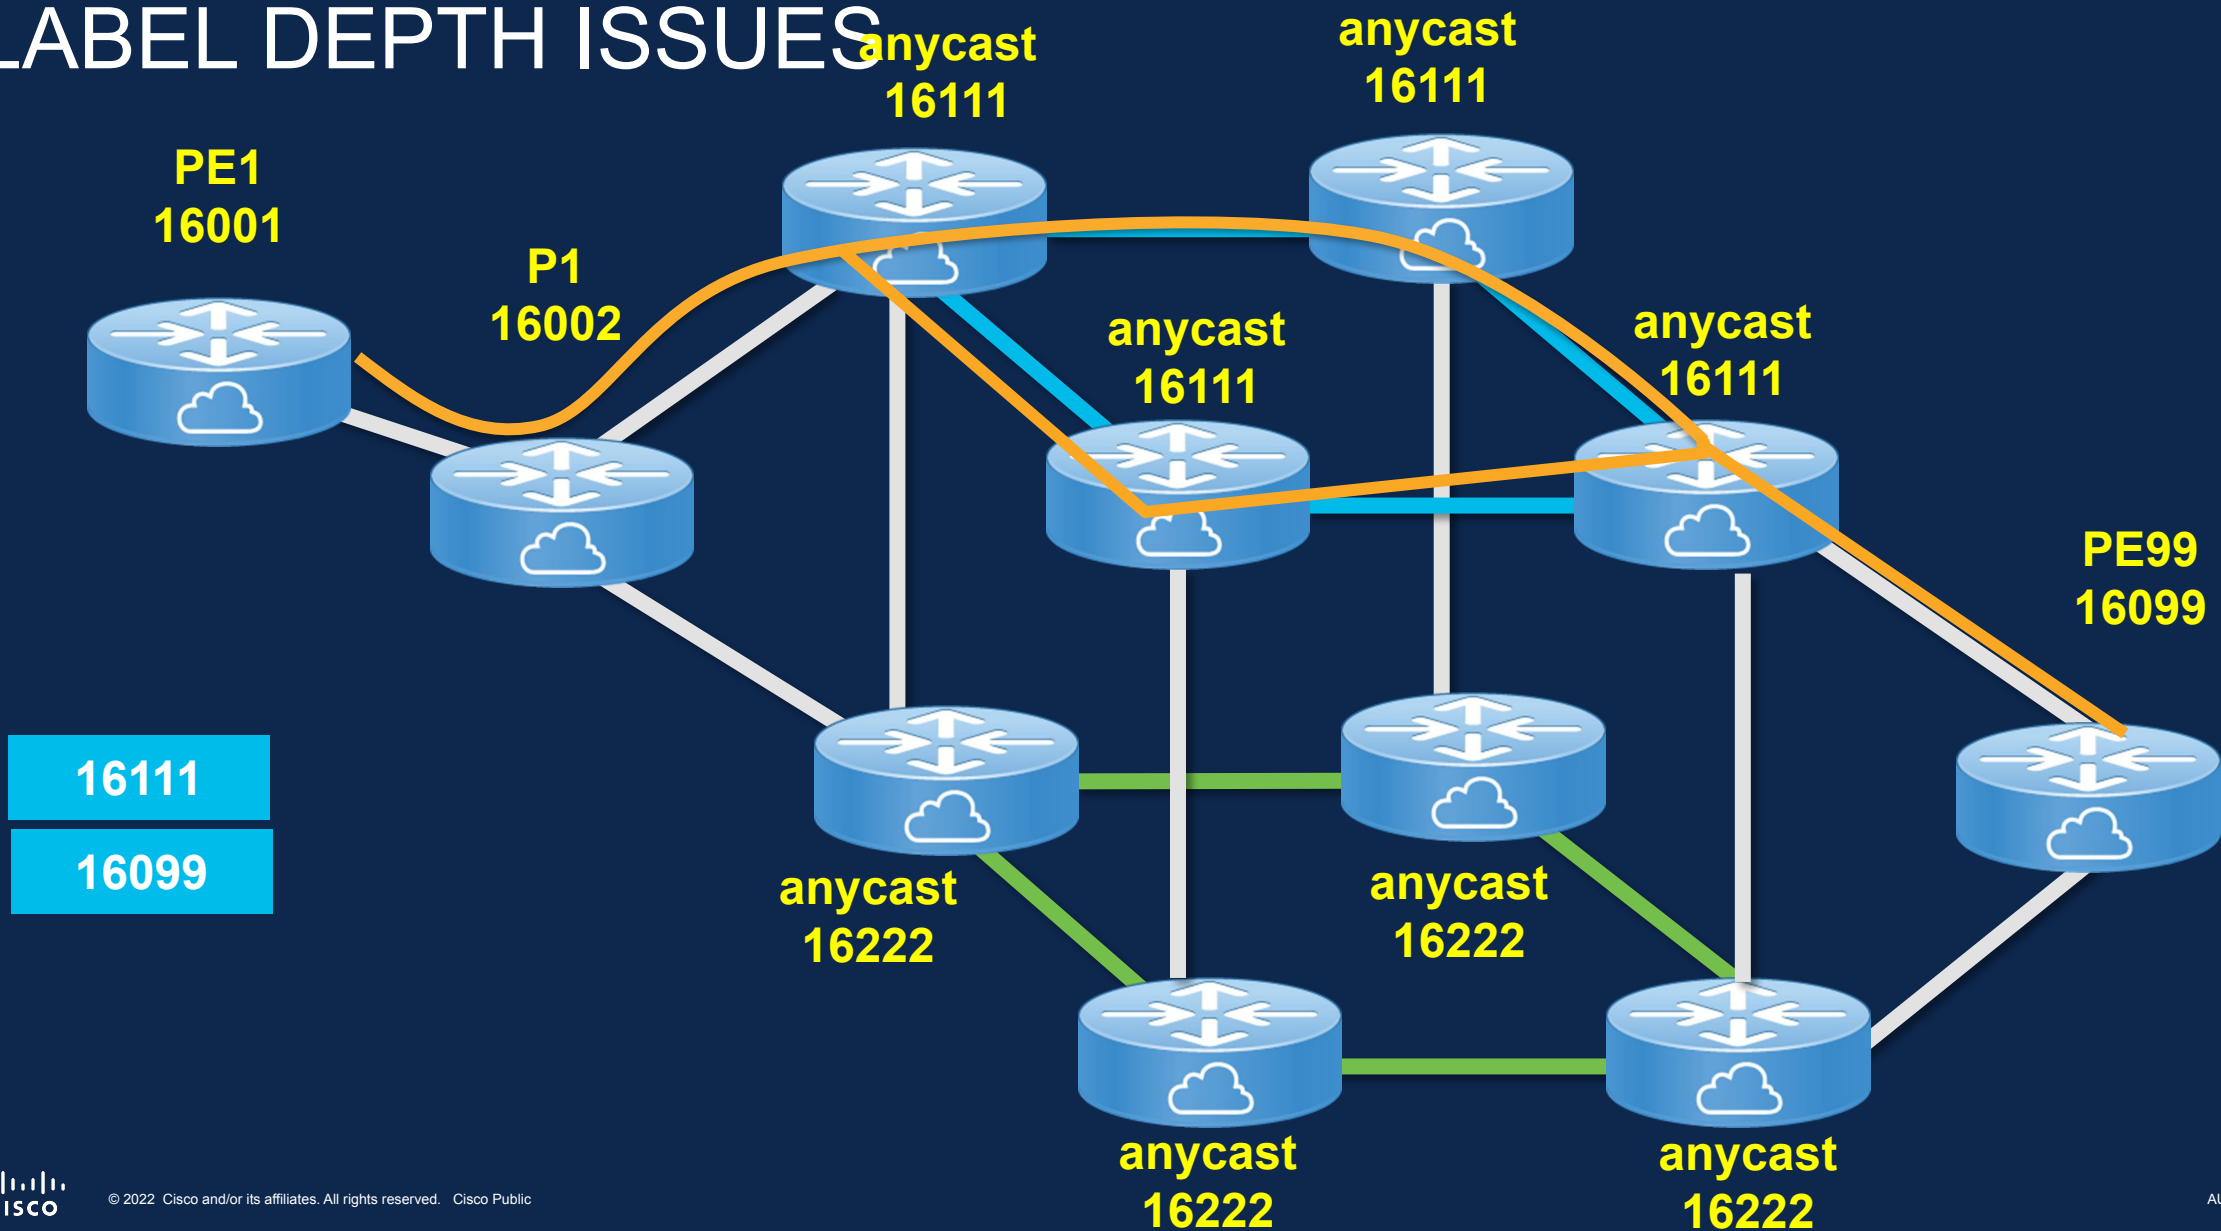 LABEL DEPTH ISSUES
anycast
16111
anycast
16111
PE1
16001
P1
16002
anycast
16111
anycast
16111
PE99
16099
16111
16099
anycast
16222
anycast
16222
anycast
16222
anycast
16222
© 2022 Cisco and/or its affiliates. All rights reserved. Cisco Public